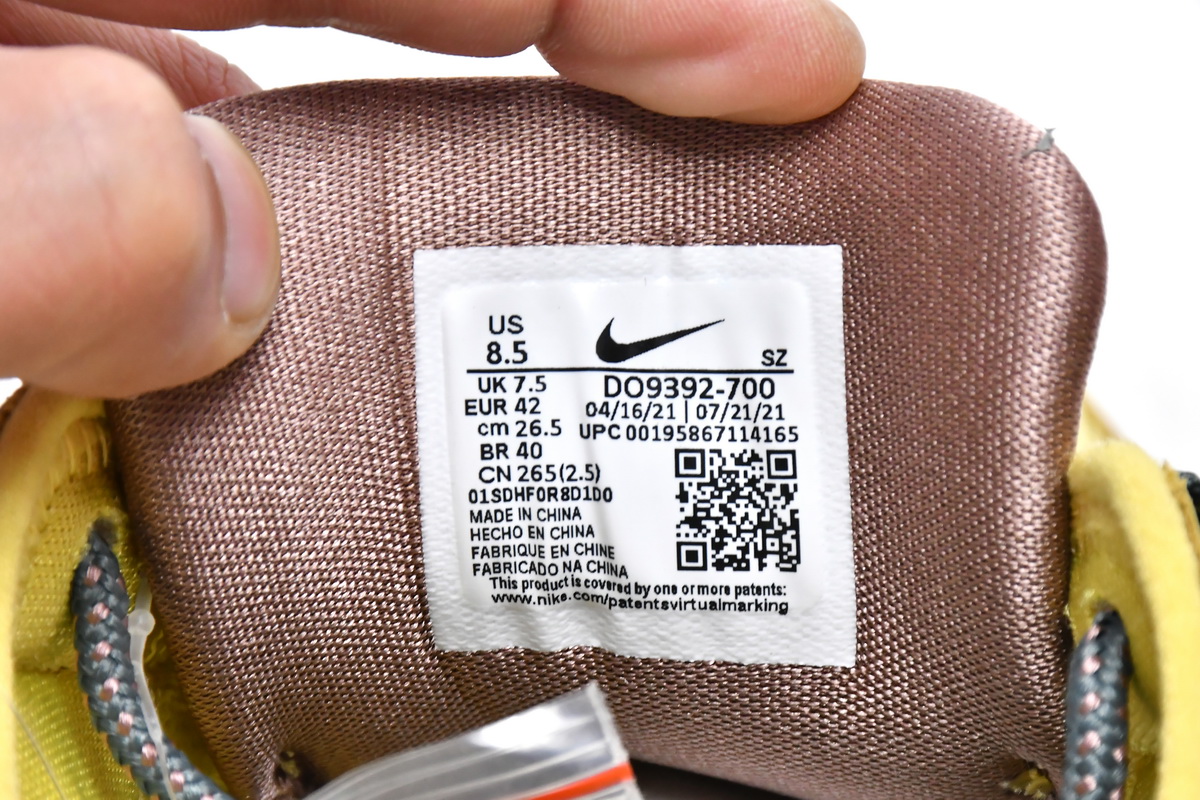 US
8.5
SZ
UK 7.5
DO9392-700
EUR 42
04/16/21 | 07/21/21
cm 26.5
UPC 00195867114165
BR 40
CN 265(2.5)
01SDHF0R8D1D0
MADE IN CHINA
HECHO EN CHINA
FABRIQUE EN CHINE
FABRICADO NA CHINA
This product is covered by one or more patents:
www.nike.com/patentsvirtualmarking